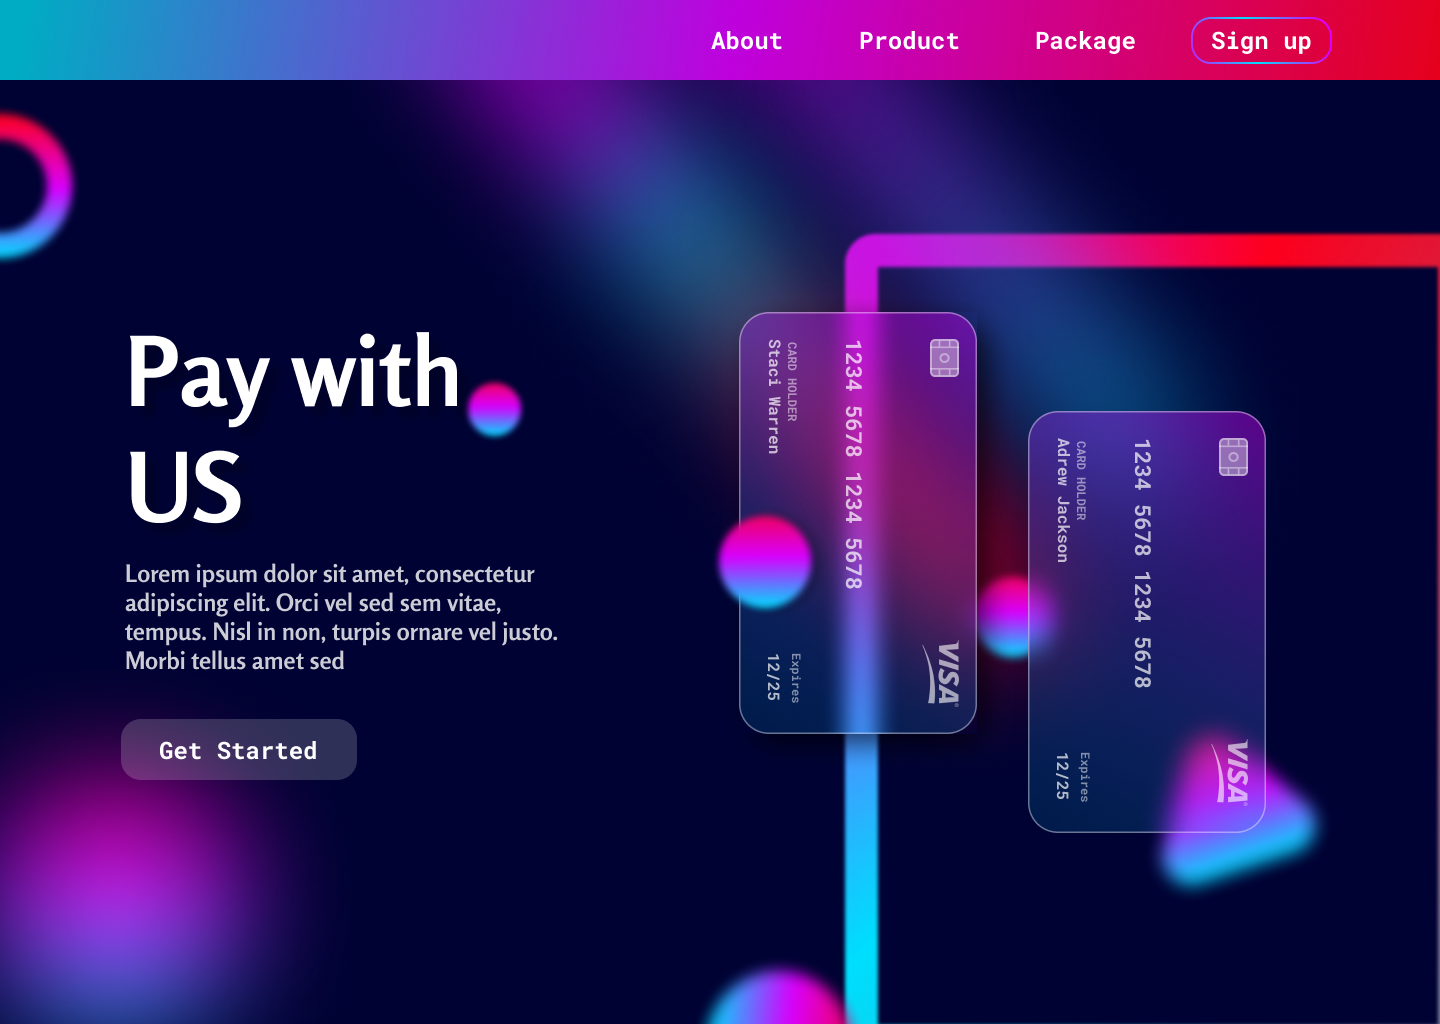 About
Product
Package
Sign up
Pay with
US
Lorem ipsum dolor sit amet, consectetur
adipiscing elit. Orci vel sed sem vitae,
tempus. Nisl in non, turpis ornare vel justo.
Morbi tellus amet sed
Get Started
1234 5678 1234 5678
CARD HOLDER
Staci Warren
VISA
Expires
12/25
1234 5678 1234 5678
CARD HOLDER
Adrew Jackson
VISA
Expires
12/25